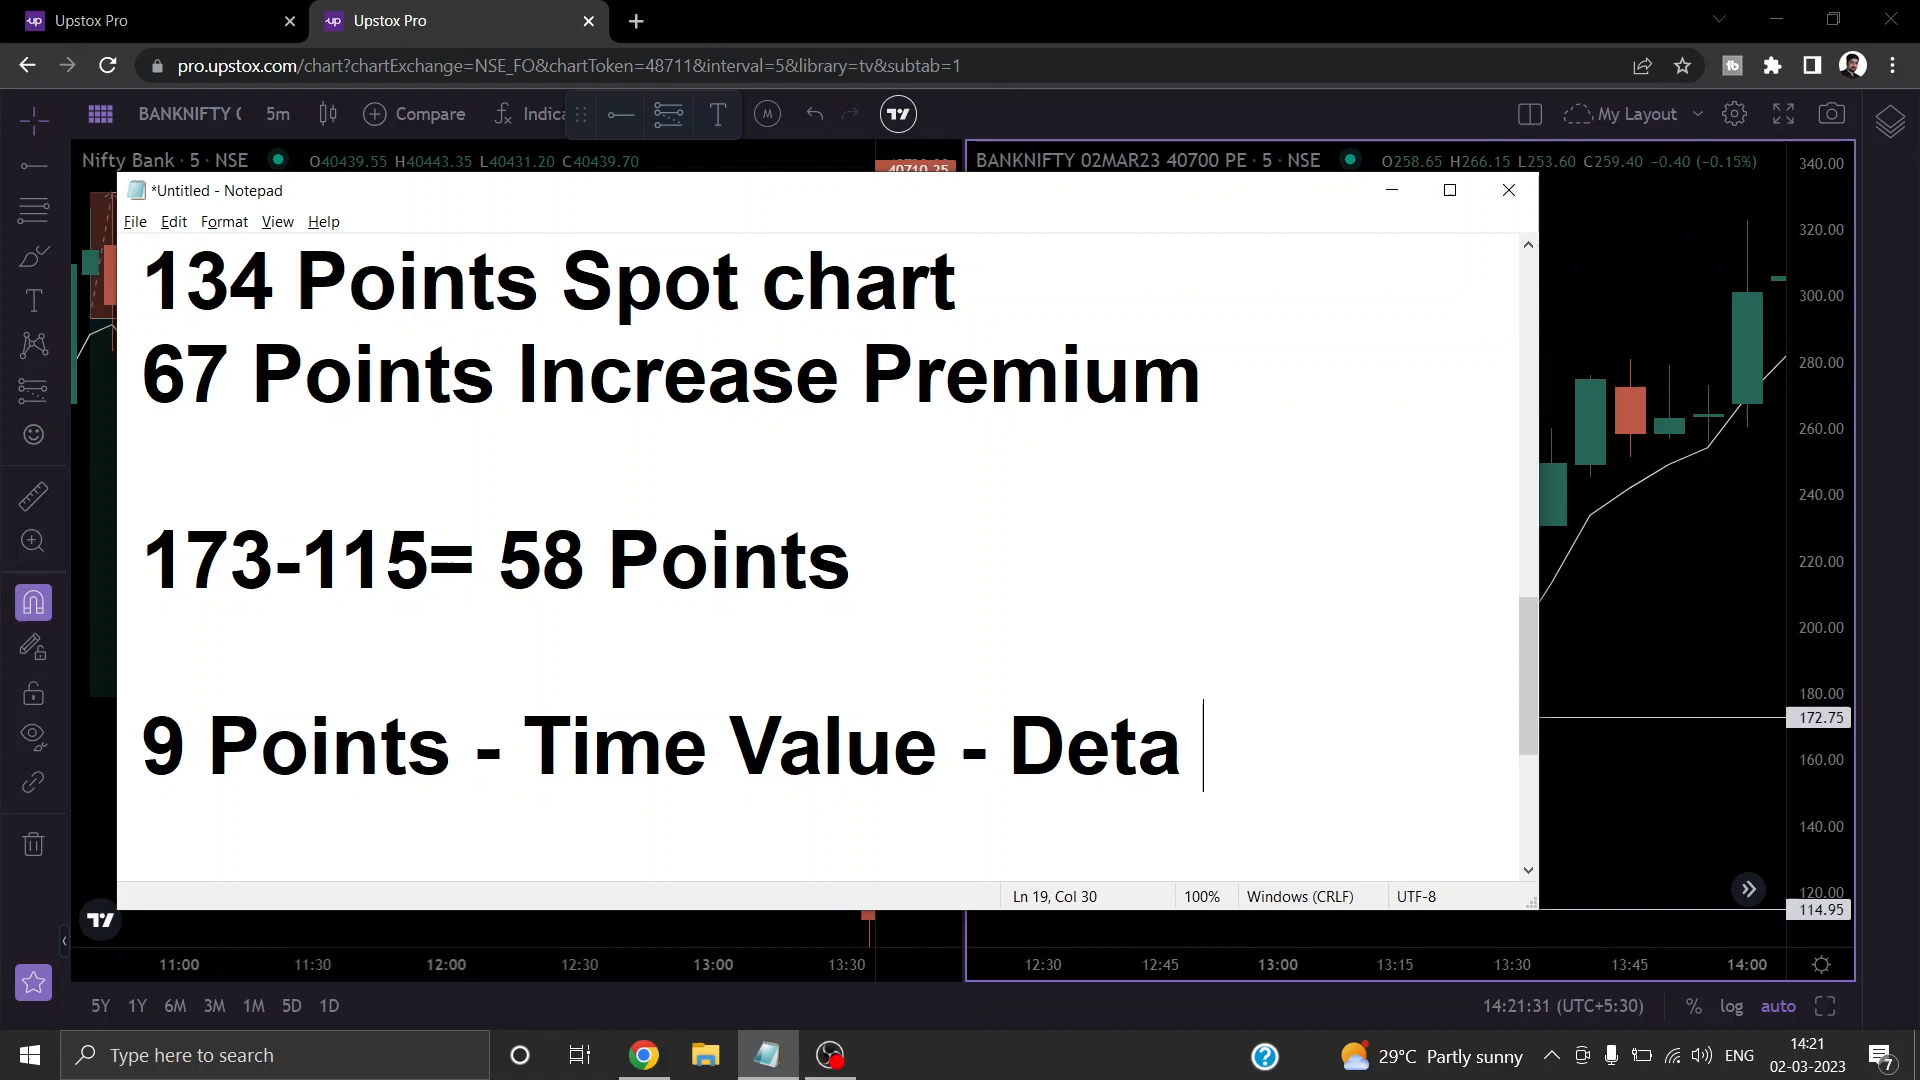 up Upstox Pro
up Upstox Pro
pro.upstox.com/chart?chartExchange=NSE_FO&chartToken=48711&interval=5&library=tv&subtab=1
BANKNIFTY (
5m
Compare
Indica
T
M
My Layout
Nifty Bank · 5 · NSE
O40439.55 H40443.35 L40431.20 C40439.70
40710.25
BANKNIFTY 02MAR23 40700 PE · 5 · NSE
O258.65 H266.15 L253.60 C259.40 -0.40 (-0.15%)
*Untitled - Notepad
File Edit Format View Help
134 Points Spot chart
67 Points Increase Premium
173-115= 58 Points
9 Points - Time Value - Deta
Ln 19, Col 30
100%
Windows (CRLF)
UTF-8
340.00
320.00
300.00
280.00
260.00
240.00
220.00
200.00
180.00
172.75
160.00
140.00
120.00
114.95
11:00 11:30 12:00 12:30 13:00 13:30
12:30 12:45 13:00 13:15 13:30 13:45 14:00
5Y 1Y 6M 3M 1M 5D 1D
14:21:31 (UTC+5:30) % log auto
Type here to search
29°C Partly sunny
ENG
14:21
02-03-2023
7